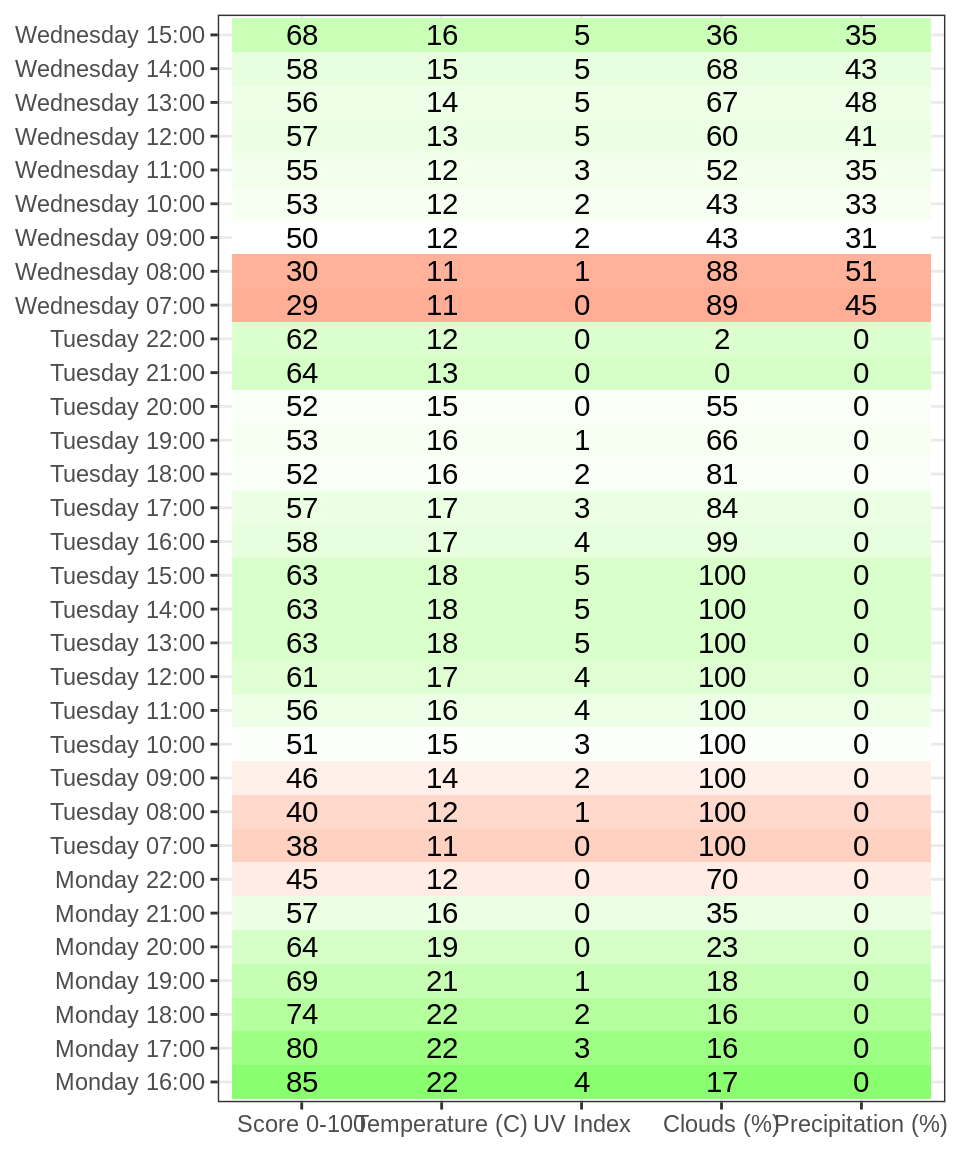 Wednesday 15:00 68 16 5 36 35
Wednesday 14:00 58 15 5 68 43
Wednesday 13:00 56 14 5 67 48
Wednesday 12:00 57 13 5 60 41
Wednesday 11:00 55 12 3 52 35
Wednesday 10:00 53 12 2 43 33
Wednesday 09:00 50 12 2 43 31
Wednesday 08:00 30 11 1 88 51
Wednesday 07:00 29 11 0 89 45
Tuesday 22:00 62 12 0 2 0
Tuesday 21:00 64 13 0 0 0
Tuesday 20:00 52 15 0 55 0
Tuesday 19:00 53 16 1 66 0
Tuesday 18:00 52 16 2 81 0
Tuesday 17:00 57 17 3 84 0
Tuesday 16:00 58 17 4 99 0
Tuesday 15:00 63 18 5 100 0
Tuesday 14:00 63 18 5 100 0
Tuesday 13:00 63 18 5 100 0
Tuesday 12:00 61 17 4 100 0
Tuesday 11:00 56 16 4 100 0
Tuesday 10:00 51 15 3 100 0
Tuesday 09:00 46 14 2 100 0
Tuesday 08:00 40 12 1 100 0
Tuesday 07:00 38 11 0 100 0
Monday 22:00 45 12 0 70 0
Monday 21:00 57 16 0 35 0
Monday 20:00 64 19 0 23 0
Monday 19:00 69 21 1 18 0
Monday 18:00 74 22 2 16 0
Monday 17:00 80 22 3 16 0
Monday 16:00 85 22 4 17 0
Score 0-100 Temperature (C) UV Index Clouds (%) Precipitation (%)